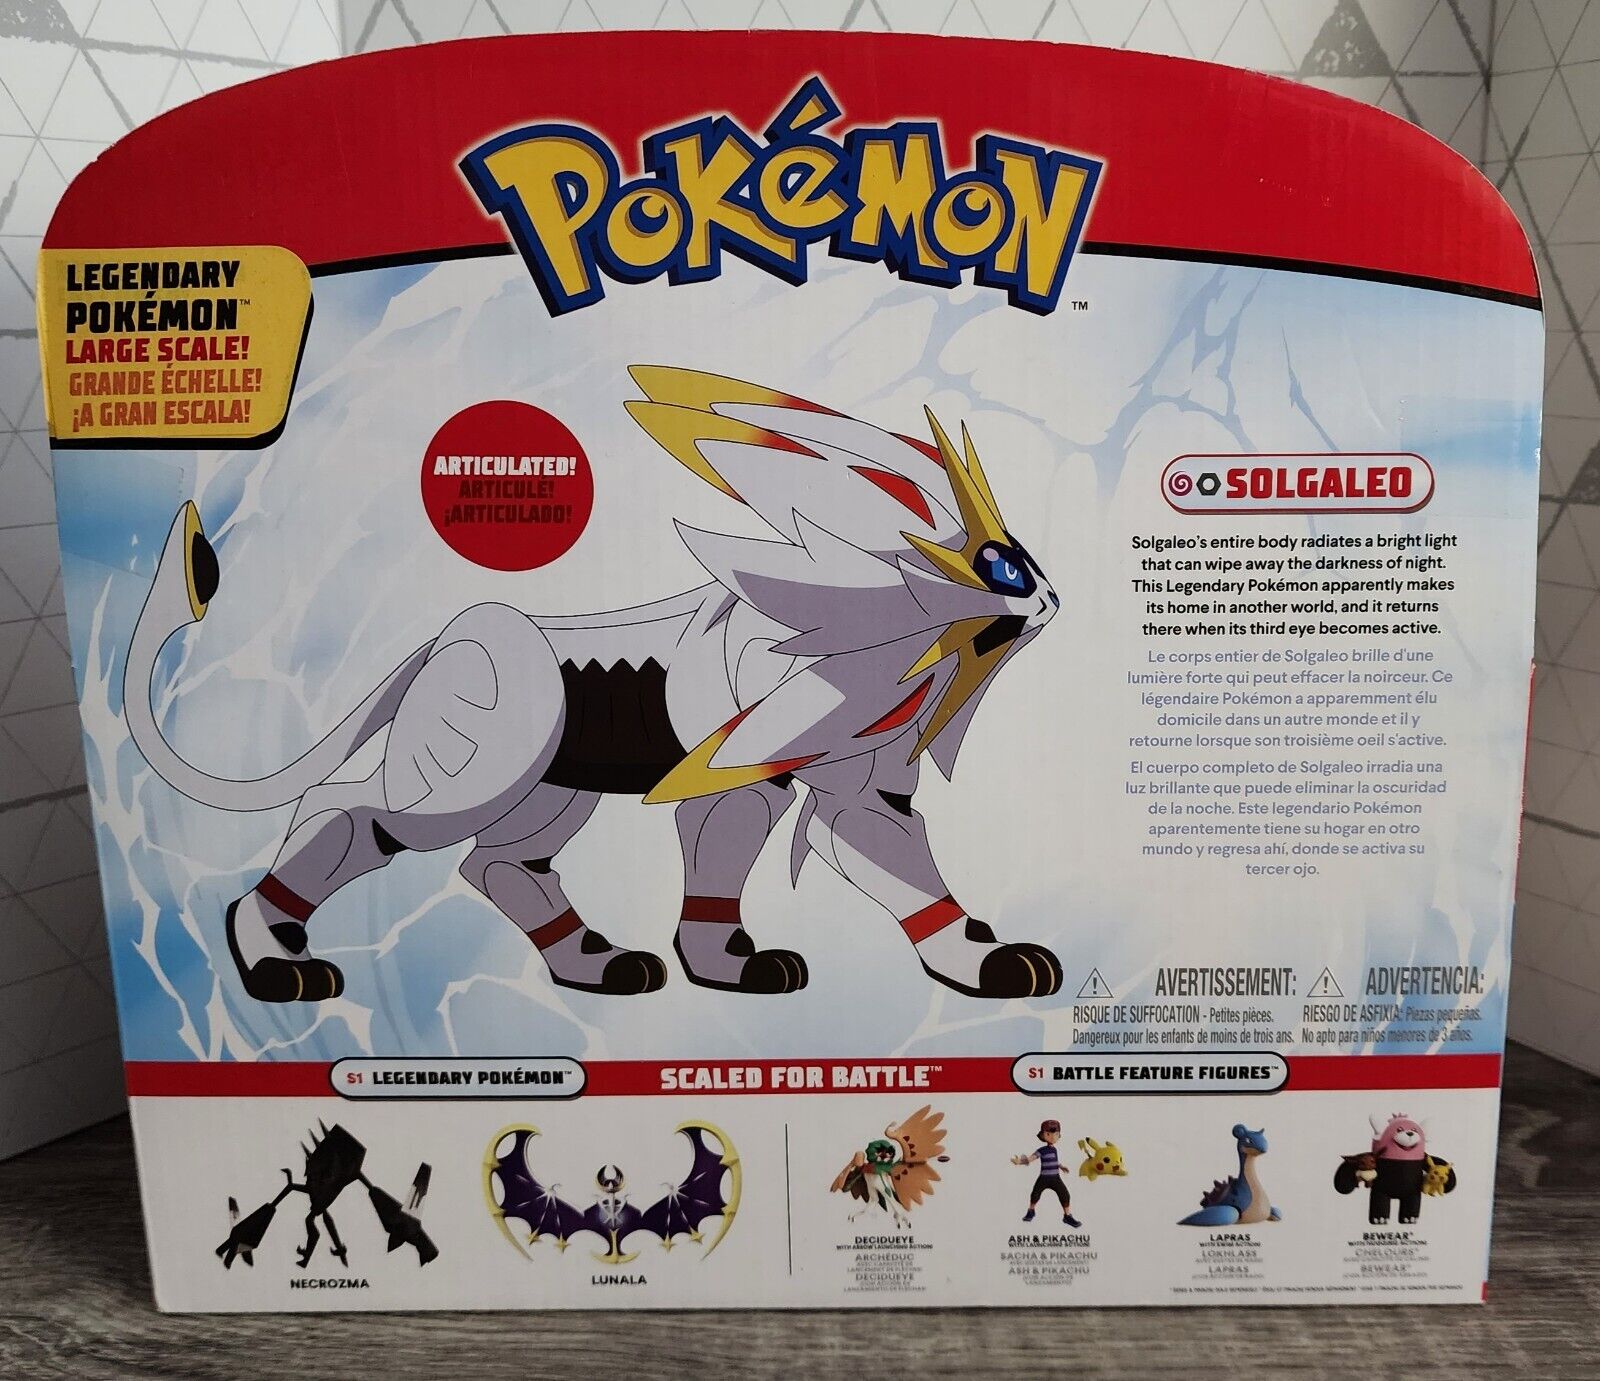 POKÉMON
TM
LEGENDARY
POKÉMON™
LARGE SCALE!
GRANDE ÉCHELLE!
¡A GRAN ESCALA!
ARTICULATED!
ARTICULÉ!
¡ARTICULADO!
SOLGALEO
Solgaleo's entire body radiates a bright light
that can wipe away the darkness of night.
This Legendary Pokémon apparently makes
its home in another world, and it returns
there when its third eye becomes active.
Le corps entier de Solgaleo brille d'une
lumière forte qui peut effacer la noirceur. Ce
légendaire Pokémon a apparemment élu
domicile dans un autre monde et il y
retourne lorsque son troisième oeil s'active.
El cuerpo completo de Solgaleo irradia una
luz brillante que puede eliminar la oscuridad
de la noche. Este legendario Pokémon
aparentemente tiene su hogar en otro
mundo y regresa ahí, donde se activa su
tercer ojo.
AVERTISSEMENT:
RISQUE DE SUFFOCATION - Petites pièces.
Dangereux pour les enfants de moins de trois ans.
ADVERTENCIA:
RIESGO DE ASFIXIA: Piezas pequeñas.
No apto para niños menores de 3 años.
S1 LEGENDARY POKÉMON™
SCALED FOR BATTLE™
S1 BATTLE FEATURE FIGURES™
NECROZMA
LUNALA
DECIDUEYE
WITH ARROW LAUNCHING ACTION!
ARCHÉDUC
DECIDUEYE
ASH & PIKACHU
WITH LAUNCHING ACTION!
SACHA & PIKACHU
ASH & PIKACHU
LAPRAS
LOKHLASS
LAPRAS
BEWEAR*
CHELOURS*
BEWEAR*